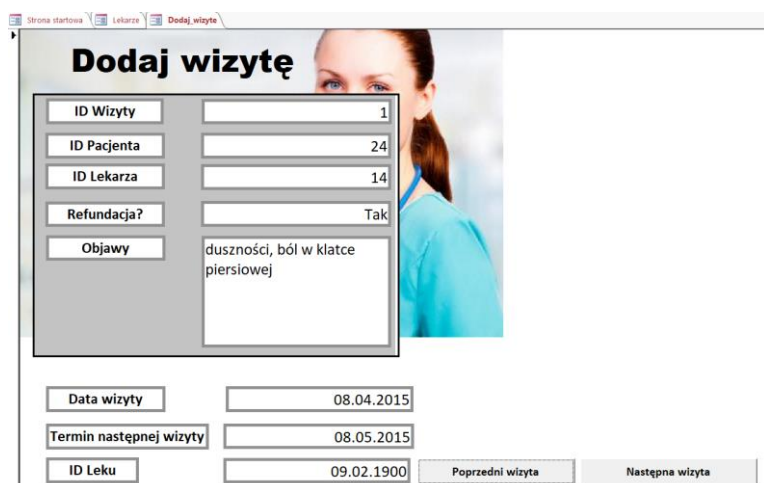 Strona startowa Lekarze Dodaj_wizyte
Dodaj wizytę
ID Wizyty 1
ID Pacjenta 24
ID Lekarza 14
Refundacja? Tak
Objawy duszności, ból w klatce
piersiowej
Data wizyty 08.04.2015
Termin następnej wizyty 08.05.2015
ID Leku 09.02.1900 Poprzedni wizyta Następna wizyta